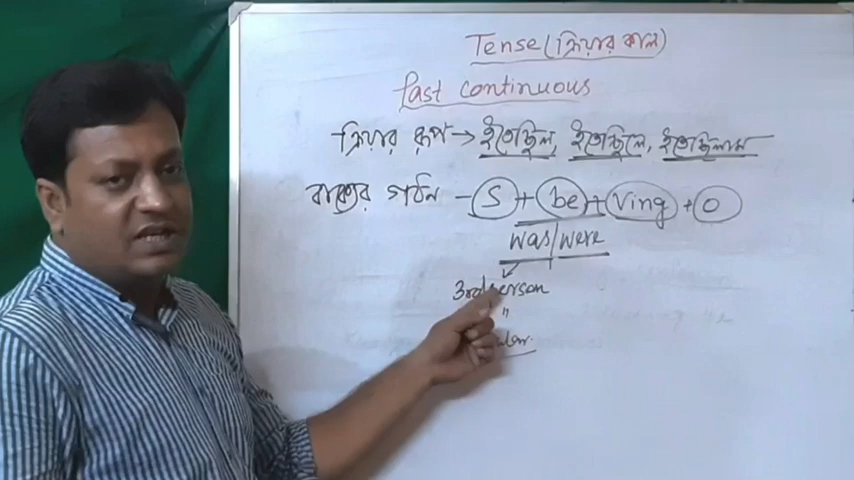 Tense (ক্রিয়ার কাল)
Past continuous
ক্রিয়ার রূপ → ইতেছিল, ইতেছিলে, ইতেছিলাম
বাক্যের গঠন - S + be + Ving + O
was/were
3rd person
"